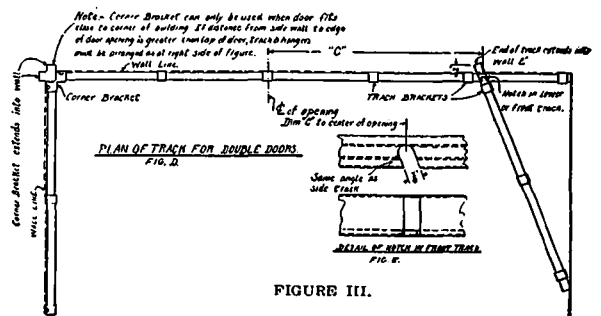 Note:- Corner Bracket can only be used when door fits
close to corner of building. If distance from side wall to edge
of door opening is greater than lap of door, track & hangers
must be arranged as at right side of figure.
"C"
End of track extends into
wall 6"
Wall Line.
Corner Bracket
TRACK BRACKETS
Notch in lower
or front track.
Corner Bracket extends into wall
WALL LINE
℄ of opening
Dim "C" to center of opening
PLAN OF TRACK FOR DOUBLE DOORS.
FIG. D.
Same angle as
side track
DETAIL OF NOTCH IN FRONT TRACK
FIG. E.
FIGURE III.